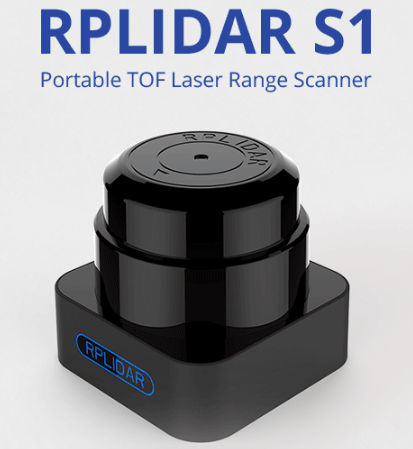 RPLIDAR S1
Portable TOF Laser Range Scanner
RPLIDAR
RPLIDAR